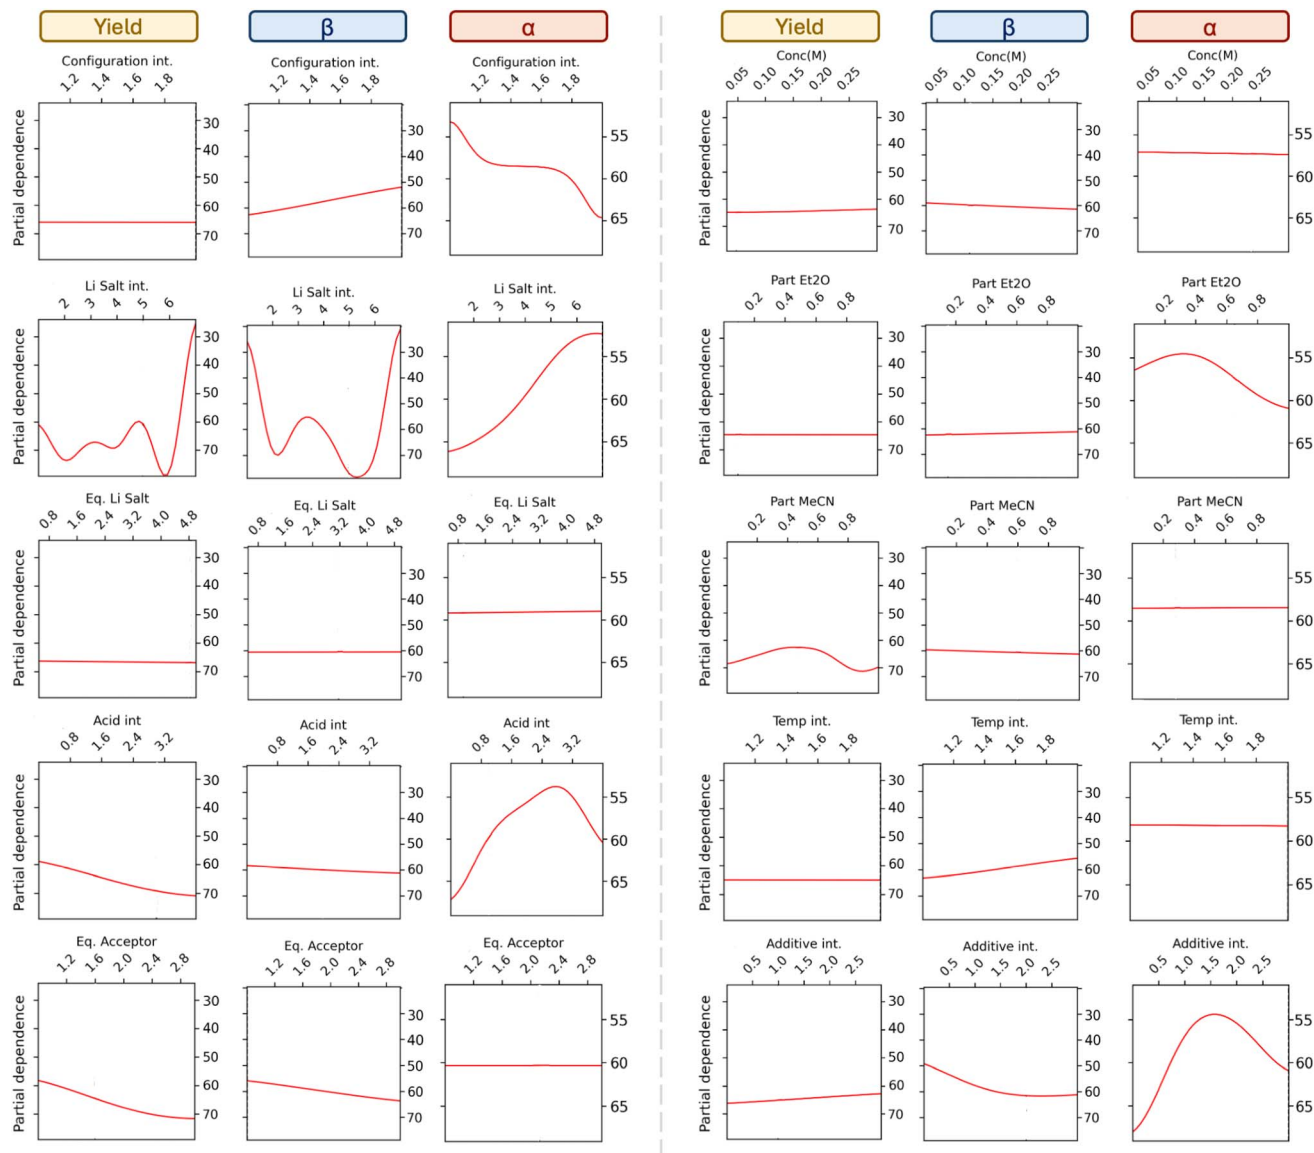 Yield
β
α
Configuration int.
1.2 1.4 1.6 1.8
Partial dependence
30
40
50
60
70
Configuration int.
1.2 1.4 1.6 1.8
30
40
50
60
70
Configuration int.
1.2 1.4 1.6 1.8
55
60
65
Li Salt int.
2 3 4 5 6
Partial dependence
30
40
50
60
70
Li Salt int.
2 3 4 5 6
30
40
50
60
70
Li Salt int.
2 3 4 5 6
55
60
65
Eq. Li Salt
0.8 1.6 2.4 3.2 4.0 4.8
Partial dependence
30
40
50
60
70
Eq. Li Salt
0.8 1.6 2.4 3.2 4.0 4.8
30
40
50
60
70
Eq. Li Salt
0.8 1.6 2.4 3.2 4.0 4.8
55
60
65
Acid int
0.8 1.6 2.4 3.2
Partial dependence
30
40
50
60
70
Acid int
0.8 1.6 2.4 3.2
30
40
50
60
70
Acid int
0.8 1.6 2.4 3.2
55
60
65
Eq. Acceptor
1.2 1.6 2.0 2.4 2.8
Partial dependence
30
40
50
60
70
Eq. Acceptor
1.2 1.6 2.0 2.4 2.8
30
40
50
60
70
Eq. Acceptor
1.2 1.6 2.0 2.4 2.8
55
60
65
Yield
β
α
Conc(M)
0.05 0.10 0.15 0.20 0.25
Partial dependence
30
40
50
60
70
Conc(M)
0.05 0.10 0.15 0.20 0.25
30
40
50
60
70
Conc(M)
0.05 0.10 0.15 0.20 0.25
55
60
65
Part Et2O
0.2 0.4 0.6 0.8
Partial dependence
30
40
50
60
70
Part Et2O
0.2 0.4 0.6 0.8
30
40
50
60
70
Part Et2O
0.2 0.4 0.6 0.8
55
60
65
Part MeCN
0.2 0.4 0.6 0.8
Partial dependence
30
40
50
60
70
Part MeCN
0.2 0.4 0.6 0.8
30
40
50
60
70
Part MeCN
0.2 0.4 0.6 0.8
55
60
65
Temp int.
1.2 1.4 1.6 1.8
Partial dependence
30
40
50
60
70
Temp int.
1.2 1.4 1.6 1.8
30
40
50
60
70
Temp int.
1.2 1.4 1.6 1.8
55
60
65
Additive int.
0.5 1.0 1.5 2.0 2.5
Partial dependence
30
40
50
60
70
Additive int.
0.5 1.0 1.5 2.0 2.5
30
40
50
60
70
Additive int.
0.5 1.0 1.5 2.0 2.5
55
60
65